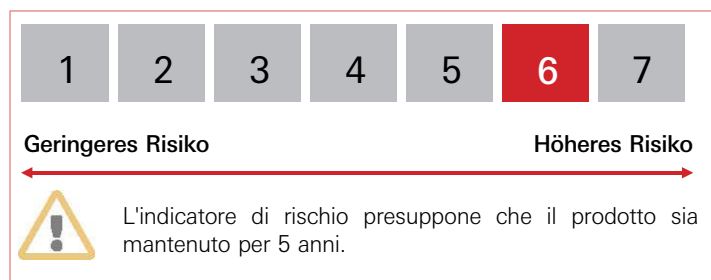 1 2 3 4 5 6 7
Geringeres Risiko Höheres Risiko
L'indicatore di rischio presuppone che il prodotto sia
mantenuto per 5 anni.